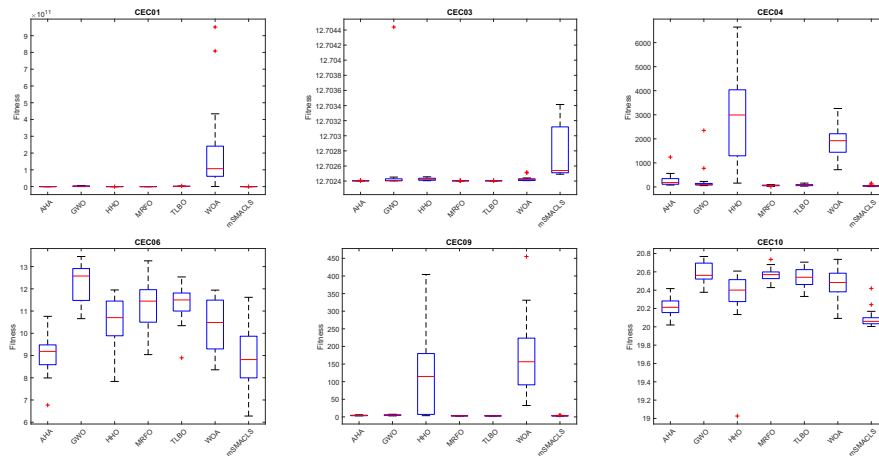 CEC01
×10^11
9
8
7
6
5
4
3
2
1
0
Fitness
AHA
GWO
HHO
MRFO
TLBO
WOA
mSMACLS
CEC03
12.7044
12.704
12.7038
12.7036
12.7034
12.7032
12.703
12.7028
12.7026
12.7024
Fitness
AHA
GWO
HHO
MRFO
TLBO
WOA
mSMACLS
CEC04
6000
5000
4000
3000
2000
1000
0
Fitness
AHA
GWO
HHO
MRFO
TLBO
WOA
mSMACLS
CEC06
13
12
11
10
9
8
7
6
Fitness
AHA
GWO
HHO
MRFO
TLBO
WOA
mSMACLS
CEC09
450
400
350
300
250
200
150
100
50
0
Fitness
AHA
GWO
HHO
MRFO
TLBO
WOA
mSMACLS
CEC10
20.8
20.6
20.4
20.2
20
19.8
19.6
19.4
19.2
19
Fitness
AHA
GWO
HHO
MRFO
TLBO
WOA
mSMACLS